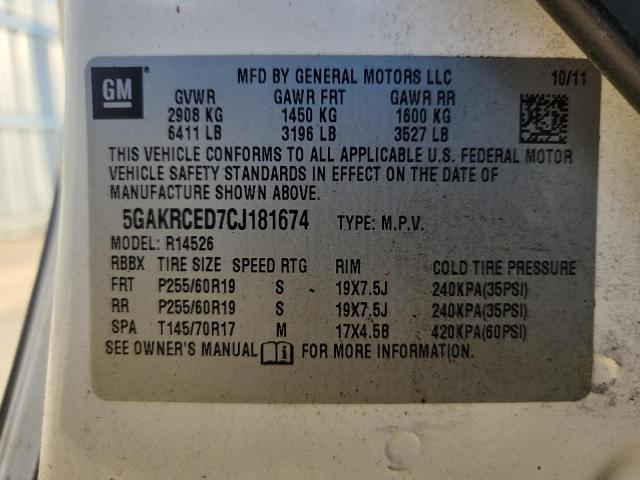 GM ® MFD BY GENERAL MOTORS LLC 10/11
GVWR GAWR FRT GAWR RR
2908 KG 1450 KG 1600 KG
6411 LB 3196 LB 3527 LB
THIS VEHICLE CONFORMS TO ALL APPLICABLE U.S. FEDERAL MOTOR
VEHICLE SAFETY STANDARDS IN EFFECT ON THE DATE OF
MANUFACTURE SHOWN ABOVE.
5GAKRCED7CJ181674 TYPE: M.P.V.
MODEL: R14526
RBBX TIRE SIZE SPEED RTG RIM COLD TIRE PRESSURE
FRT P255/60R19 S 19X7.5J 240KPA(35PSI)
RR P255/60R19 S 19X7.5J 240KPA(35PSI)
SPA T145/70R17 M 17X4.5B 420KPA(60PSI)
SEE OWNER'S MANUAL i FOR MORE INFORMATION.